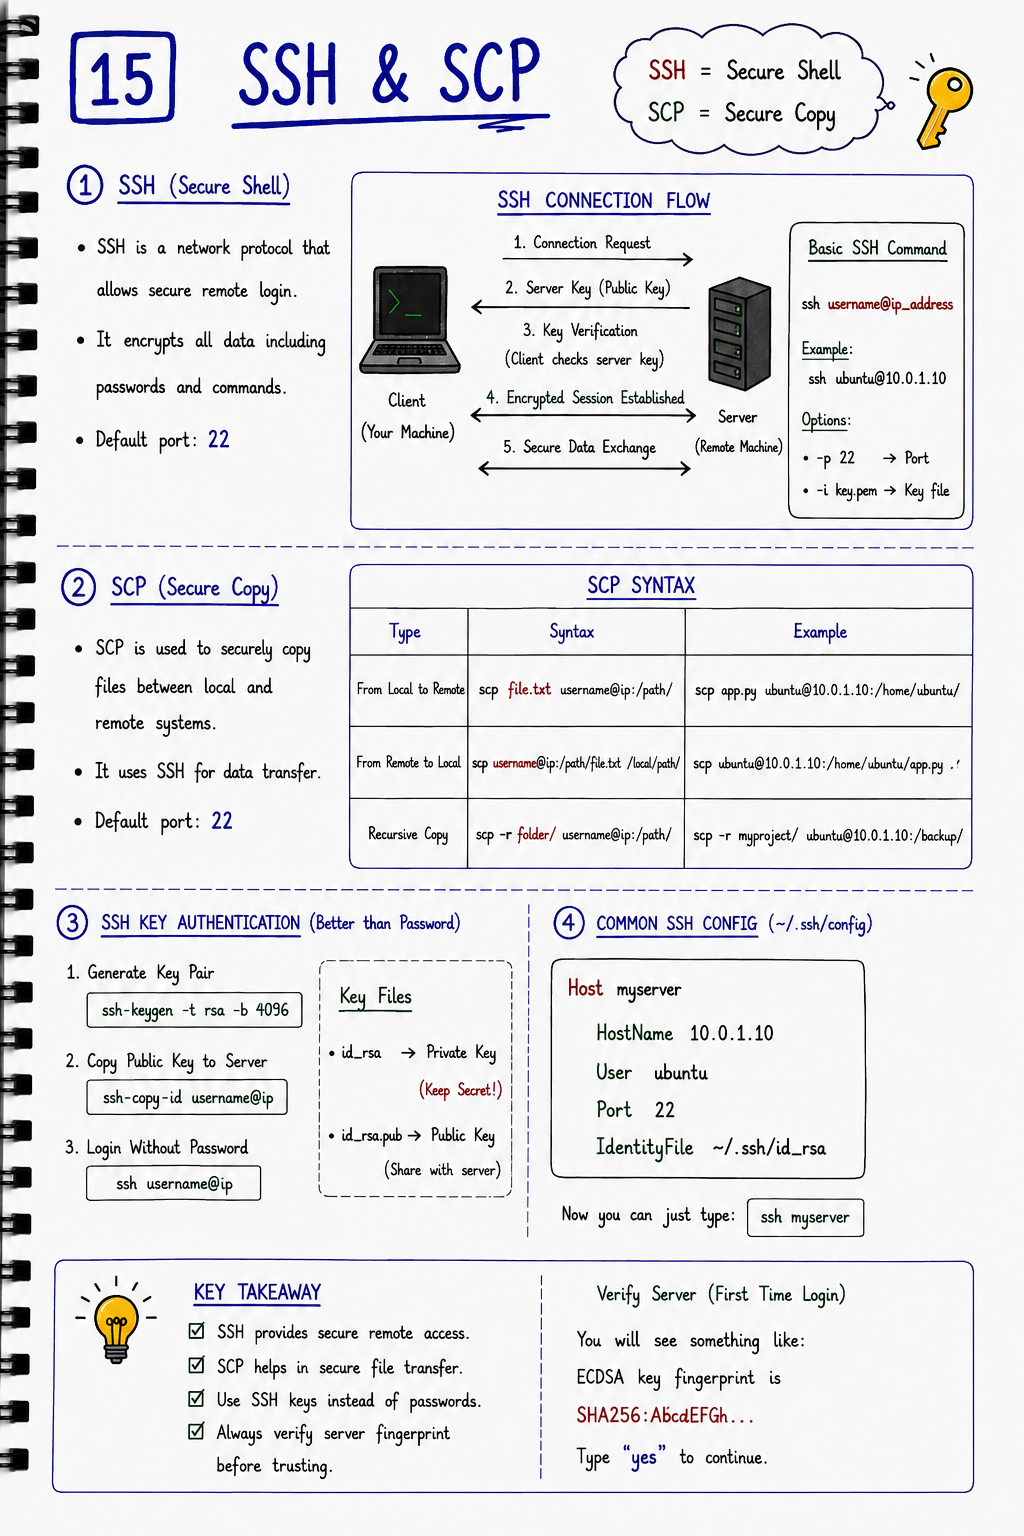 15
SSH & SCP
SSH = Secure Shell
SCP = Secure Copy
1 SSH (Secure Shell)
• SSH is a network protocol that
allows secure remote login.
• It encrypts all data including
passwords and commands.
• Default port: 22
SSH CONNECTION FLOW
1. Connection Request
2. Server Key (Public Key)
3. Key Verification
(Client checks server key)
4. Encrypted Session Established
5. Secure Data Exchange
Client
(Your Machine)
Server
(Remote Machine)
Basic SSH Command
ssh username@ip_address
Example:
ssh ubuntu@10.0.1.10
Options:
• -p 22 → Port
• -i key.pem → Key file
2 SCP (Secure Copy)
• SCP is used to securely copy
files between local and
remote systems.
• It uses SSH for data transfer.
• Default port: 22
SCP SYNTAX
Type Syntax Example
From Local to Remote scp file.txt username@ip:/path/ scp app.py ubuntu@10.0.1.10:/home/ubuntu/
From Remote to Local scp username@ip:/path/file.txt /local/path/ scp ubuntu@10.0.1.10:/home/ubuntu/app.py .
Recursive Copy scp -r folder/ username@ip:/path/ scp -r myproject/ ubuntu@10.0.1.10:/backup/
3 SSH KEY AUTHENTICATION (Better than Password)
1. Generate Key Pair
ssh-keygen -t rsa -b 4096
2. Copy Public Key to Server
ssh-copy-id username@ip
3. Login Without Password
ssh username@ip
Key Files
• id_rsa → Private Key
(Keep Secret!)
• id_rsa.pub → Public Key
(Share with server)
4 COMMON SSH CONFIG (~/.ssh/config)
Host myserver
HostName 10.0.1.10
User ubuntu
Port 22
IdentityFile ~/.ssh/id_rsa
Now you can just type: ssh myserver
KEY TAKEAWAY
☑ SSH provides secure remote access.
☑ SCP helps in secure file transfer.
☑ Use SSH keys instead of passwords.
☑ Always verify server fingerprint
before trusting.
Verify Server (First Time Login)
You will see something like:
ECDSA key fingerprint is
SHA256:AbcdEFGh...
Type “yes” to continue.